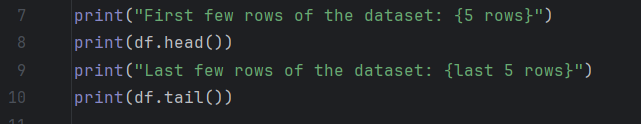 7 print("First few rows of the dataset: {5 rows}")
8 print(df.head())
9 print("Last few rows of the dataset: {last 5 rows}")
10 print(df.tail())